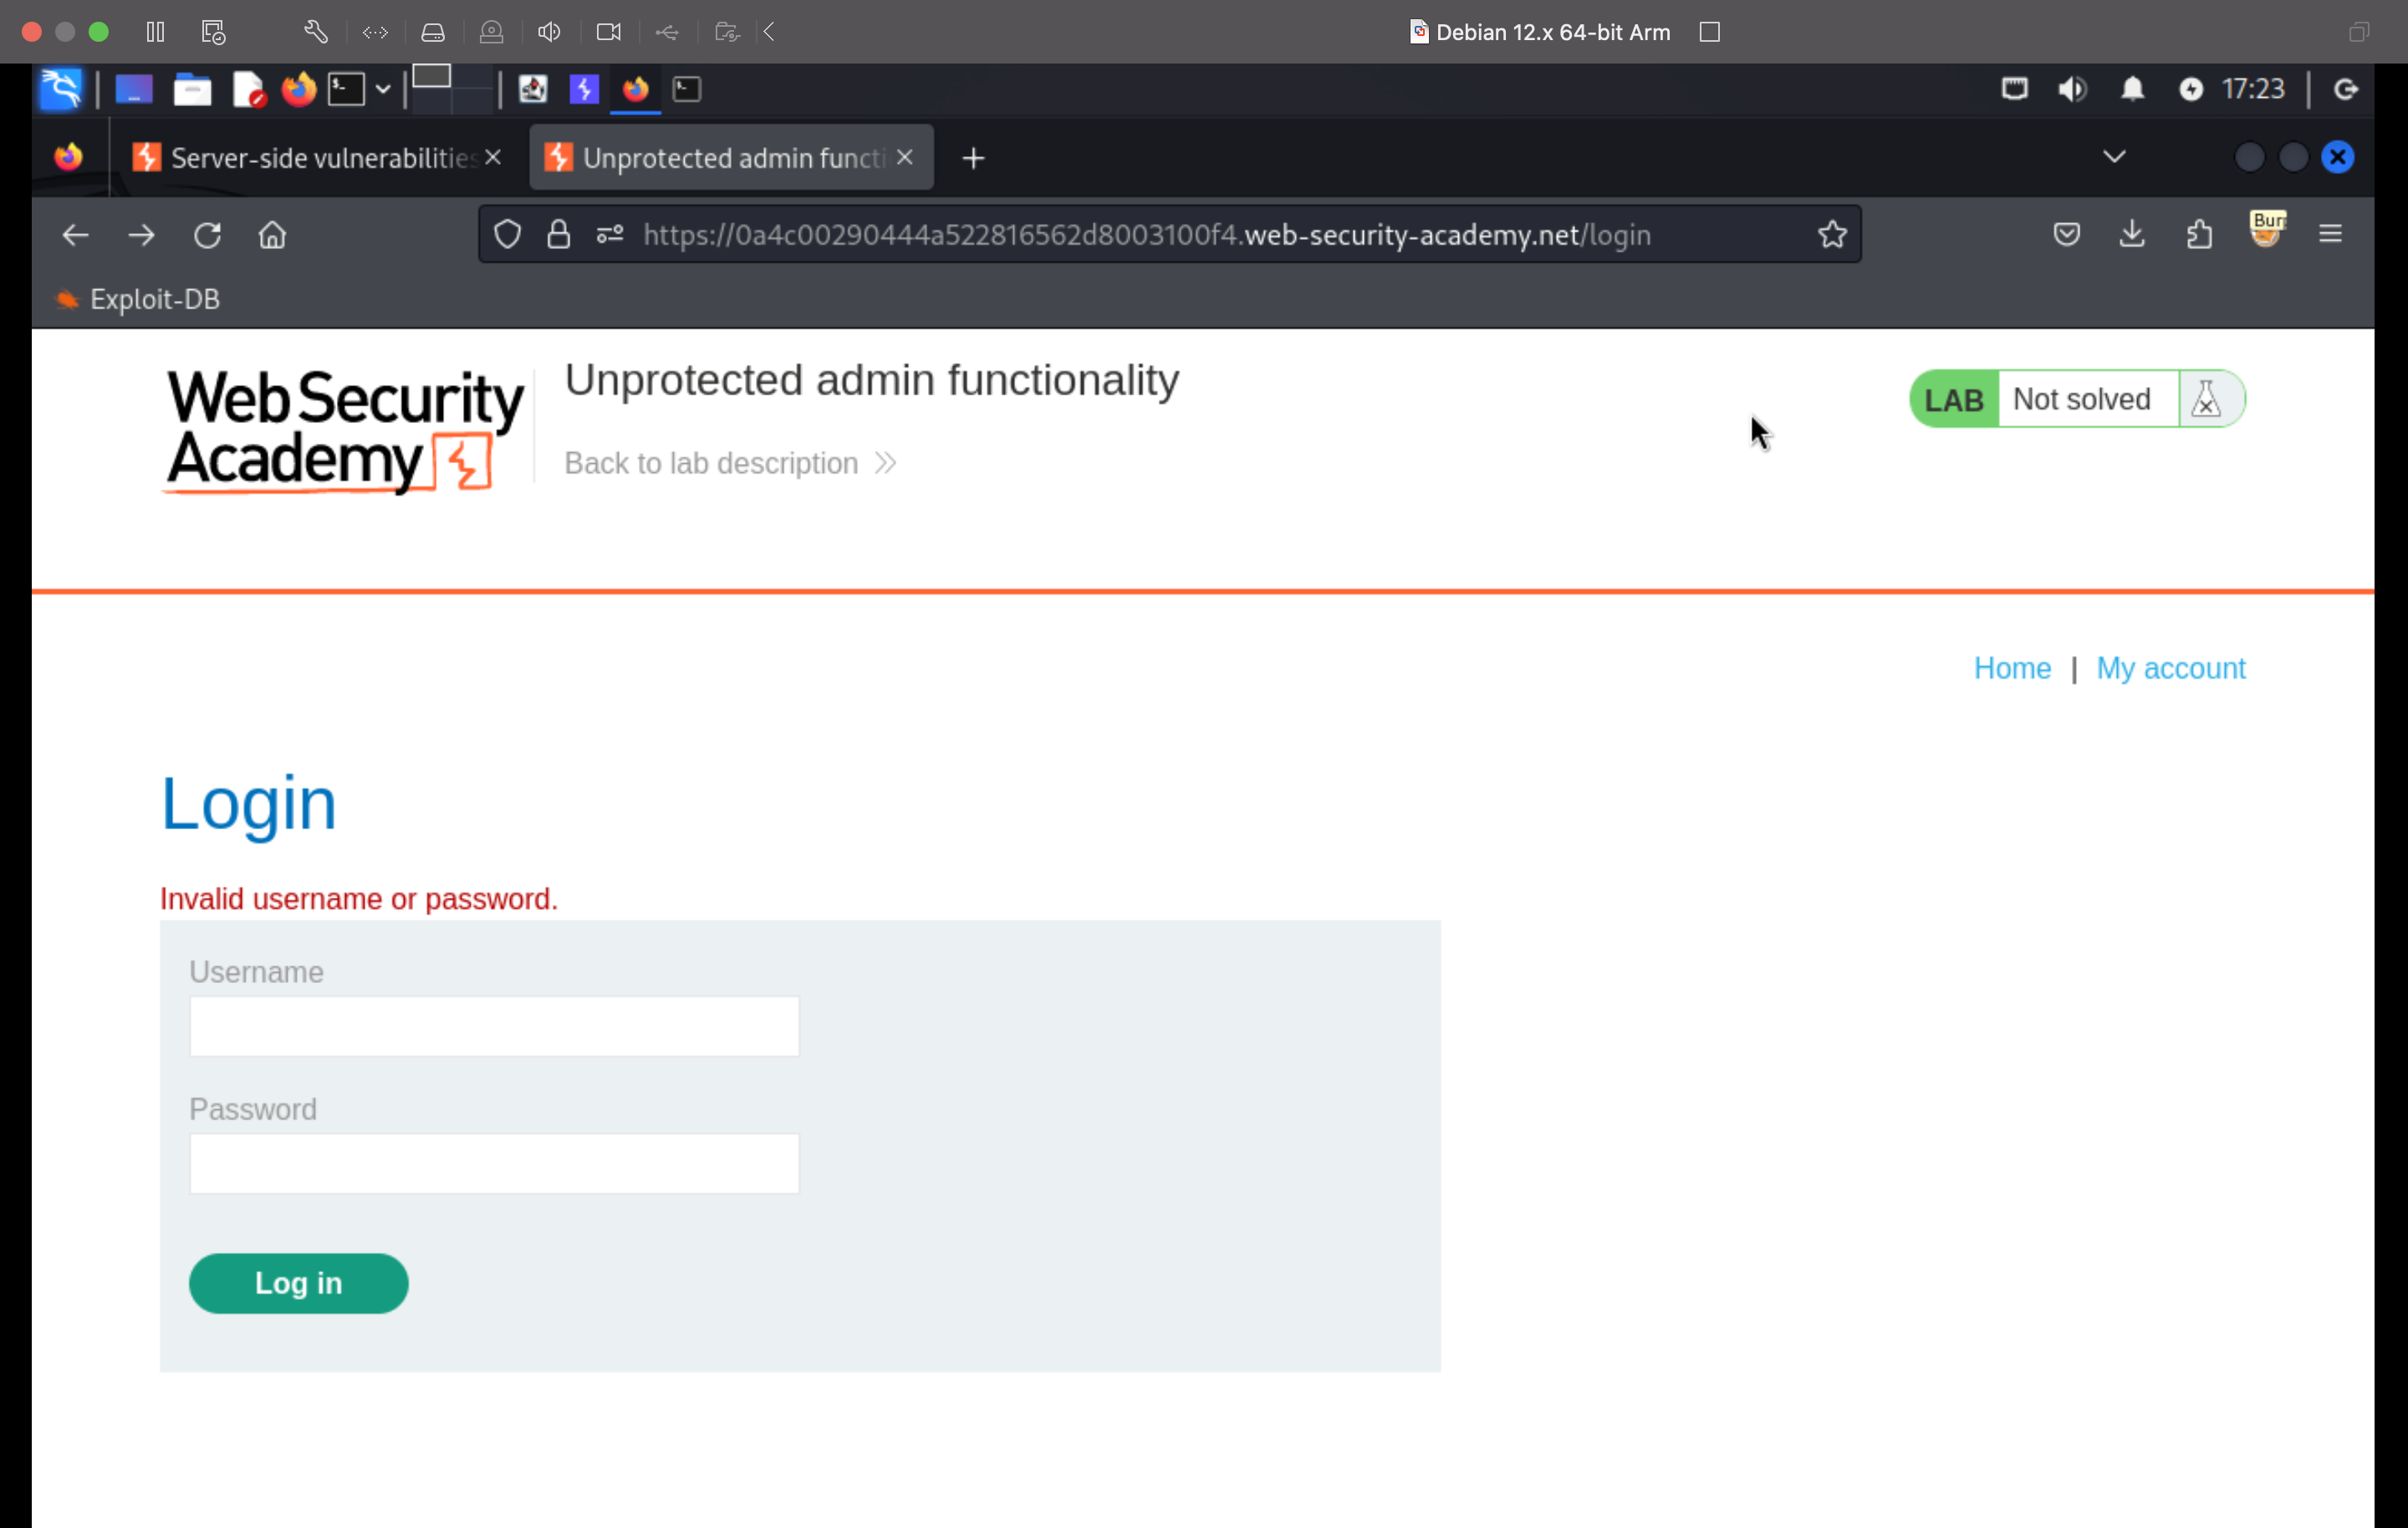 Debian 12.x 64-bit Arm
17:23
Server-side vulnerabilities
Unprotected admin functi
https://0a4c00290444a522816562d8003100f4.web-security-academy.net/login
Bur
Exploit-DB
Web Security
Academy
Unprotected admin functionality
Back to lab description
LAB Not solved
Home | My account
Login
Invalid username or password.
Username
Password
Log in